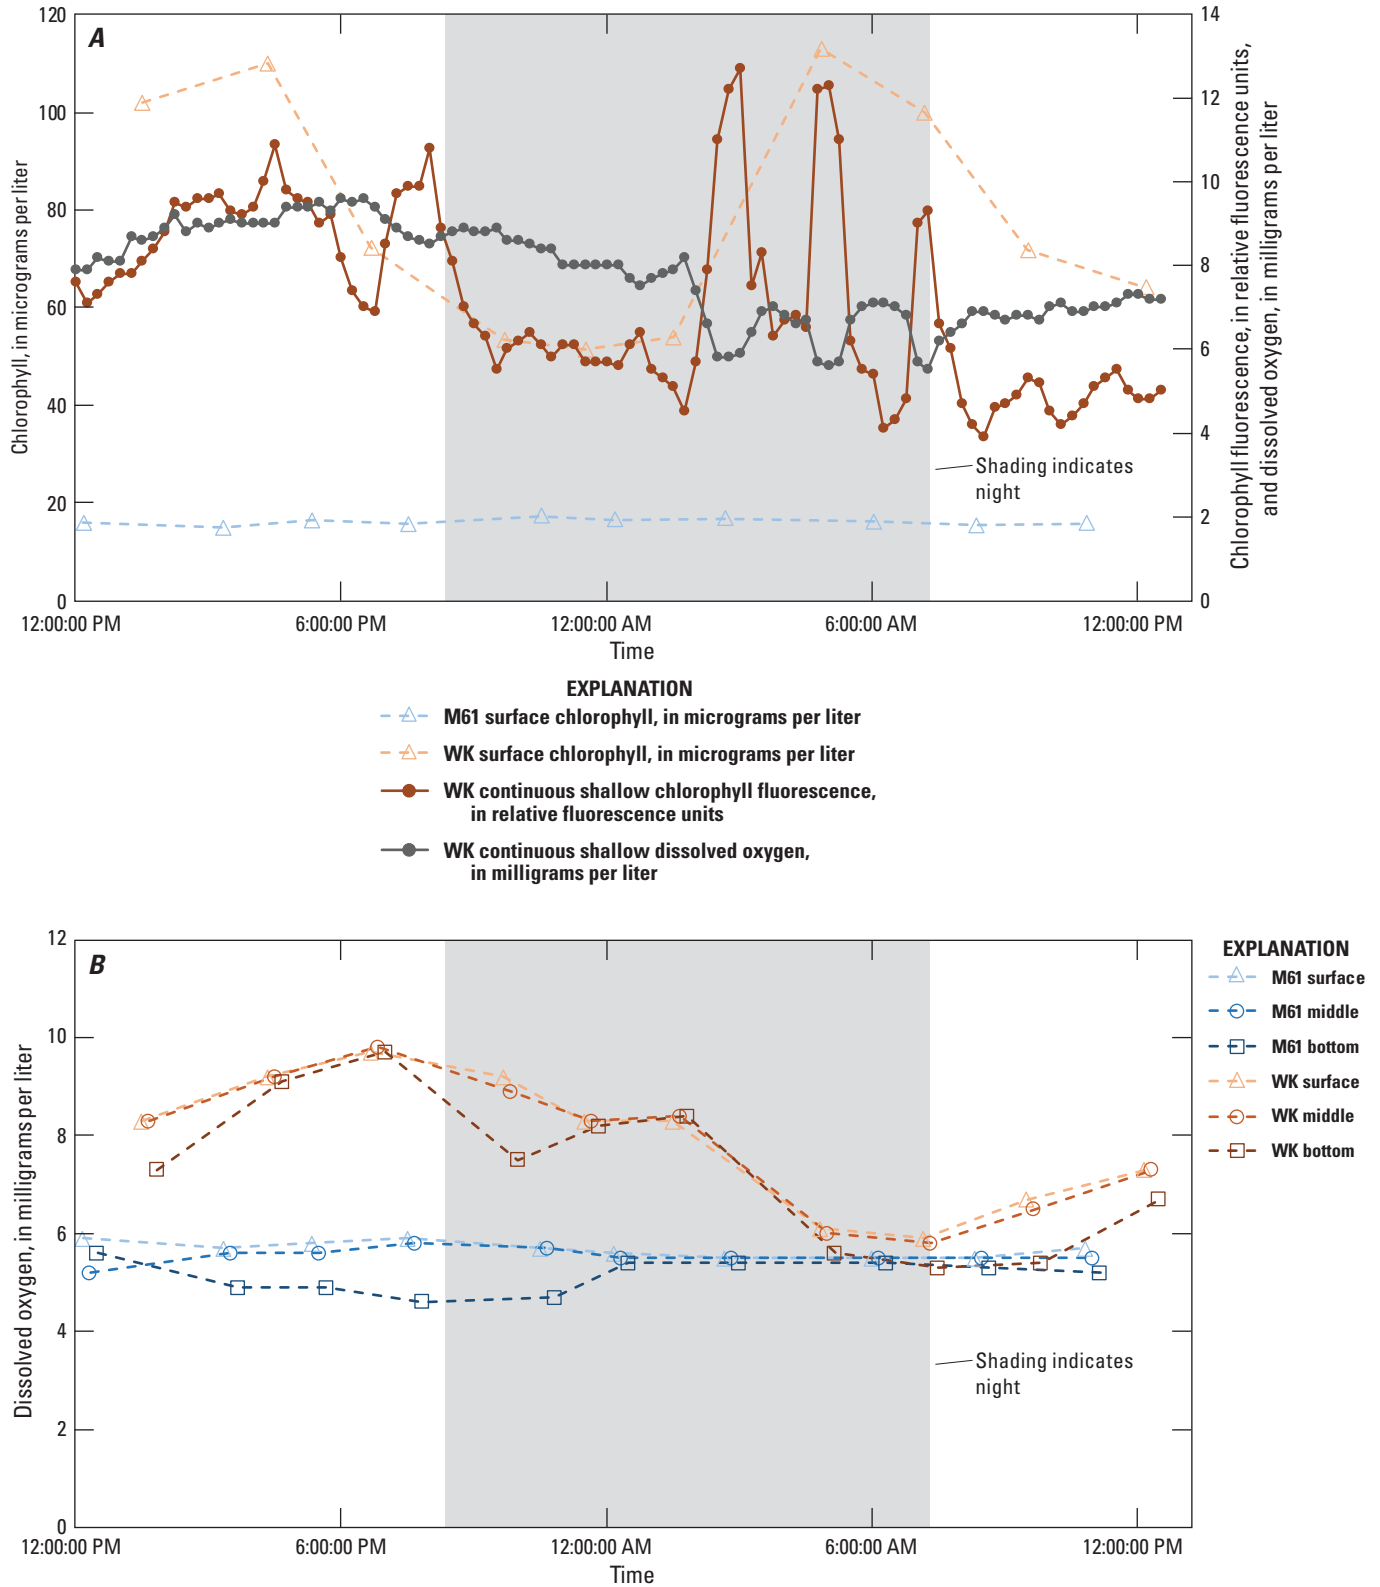 A
120
100
80
60
40
20
0
Chlorophyll, in micrograms per liter
14
12
10
8
6
4
2
0
Chlorophyll fluorescence, in relative fluorescence units,
and dissolved oxygen, in milligrams per liter
Shading indicates
night
12:00:00 PM 6:00:00 PM 12:00:00 AM 6:00:00 AM 12:00:00 PM
Time
EXPLANATION
M61 surface chlorophyll, in micrograms per liter
WK surface chlorophyll, in micrograms per liter
WK continuous shallow chlorophyll fluorescence,
in relative fluorescence units
WK continuous shallow dissolved oxygen,
in milligrams per liter
B
12
10
8
6
4
2
0
Dissolved oxygen, in milligrams per liter
Shading indicates
night
12:00:00 PM 6:00:00 PM 12:00:00 AM 6:00:00 AM 12:00:00 PM
Time
EXPLANATION
M61 surface
M61 middle
M61 bottom
WK surface
WK middle
WK bottom